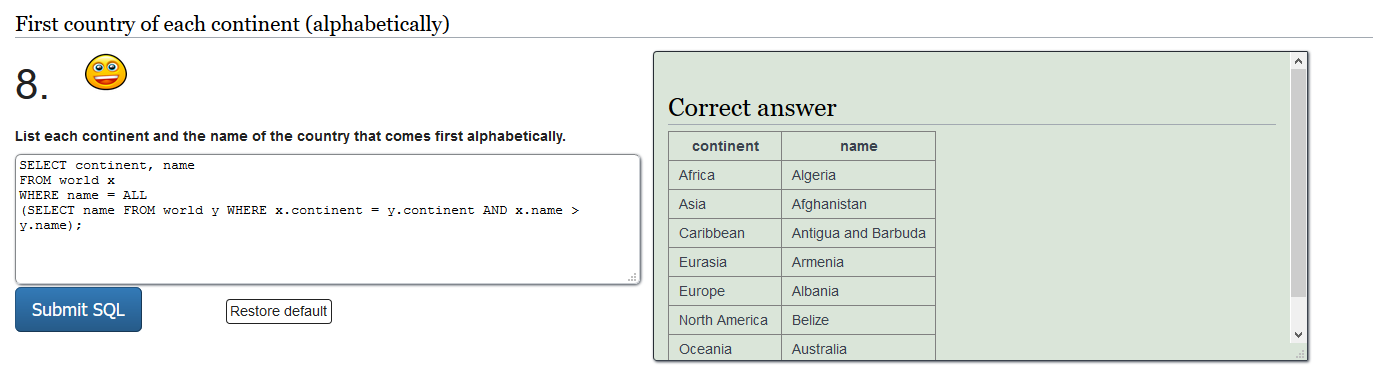 First country of each continent (alphabetically)
8.
List each continent and the name of the country that comes first alphabetically.
SELECT continent, name
FROM world x
WHERE name = ALL
(SELECT name FROM world y WHERE x.continent = y.continent AND x.name >
y.name);
Submit SQL
Restore default
Correct answer
continent name
Africa Algeria
Asia Afghanistan
Caribbean Antigua and Barbuda
Eurasia Armenia
Europe Albania
North America Belize
Oceania Australia